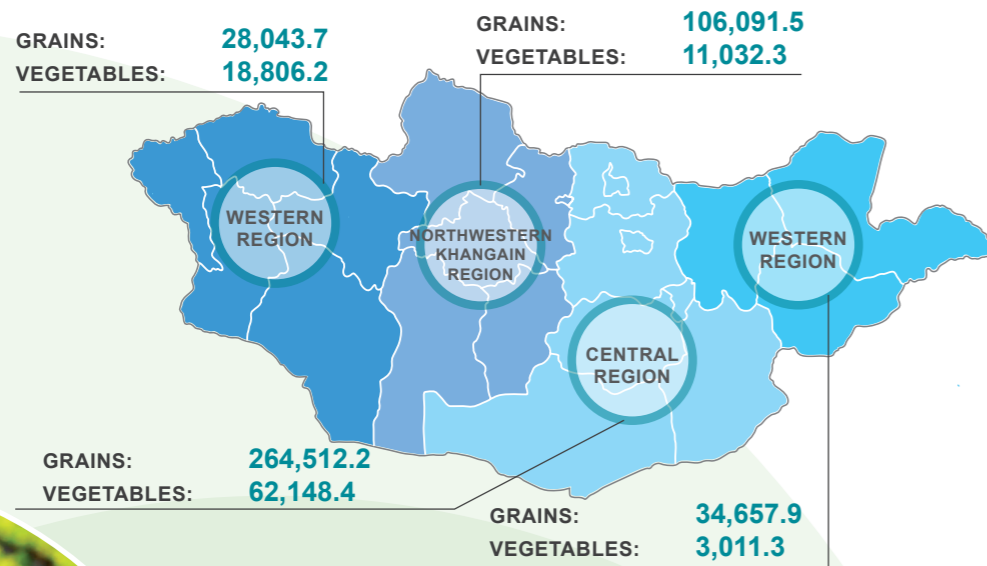 GRAINS: 28,043.7
VEGETABLES: 18,806.2
GRAINS: 106,091.5
VEGETABLES: 11,032.3
WESTERN
REGION
NORTHWESTERN
KHANGAIN
REGION
WESTERN
REGION
CENTRAL
REGION
GRAINS: 264,512.2
VEGETABLES: 62,148.4
GRAINS: 34,657.9
VEGETABLES: 3,011.3